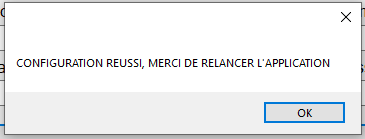 CONFIGURATION REUSSI, MERCI DE RELANCER L'APPLICATION
OK